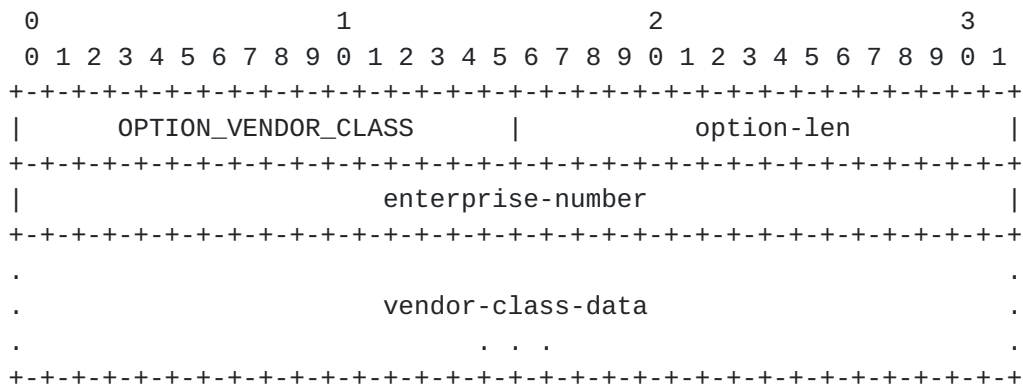 0                   1                   2                   3
 0 1 2 3 4 5 6 7 8 9 0 1 2 3 4 5 6 7 8 9 0 1 2 3 4 5 6 7 8 9 0 1
+-+-+-+-+-+-+-+-+-+-+-+-+-+-+-+-+-+-+-+-+-+-+-+-+-+-+-+-+-+-+-+-+
|      OPTION_VENDOR_CLASS      |           option-len          |
+-+-+-+-+-+-+-+-+-+-+-+-+-+-+-+-+-+-+-+-+-+-+-+-+-+-+-+-+-+-+-+-+
|                       enterprise-number                       |
+-+-+-+-+-+-+-+-+-+-+-+-+-+-+-+-+-+-+-+-+-+-+-+-+-+-+-+-+-+-+-+-+
.                                                               .
.                       vendor-class-data                       .
.                             . . .                             .
+-+-+-+-+-+-+-+-+-+-+-+-+-+-+-+-+-+-+-+-+-+-+-+-+-+-+-+-+-+-+-+-+